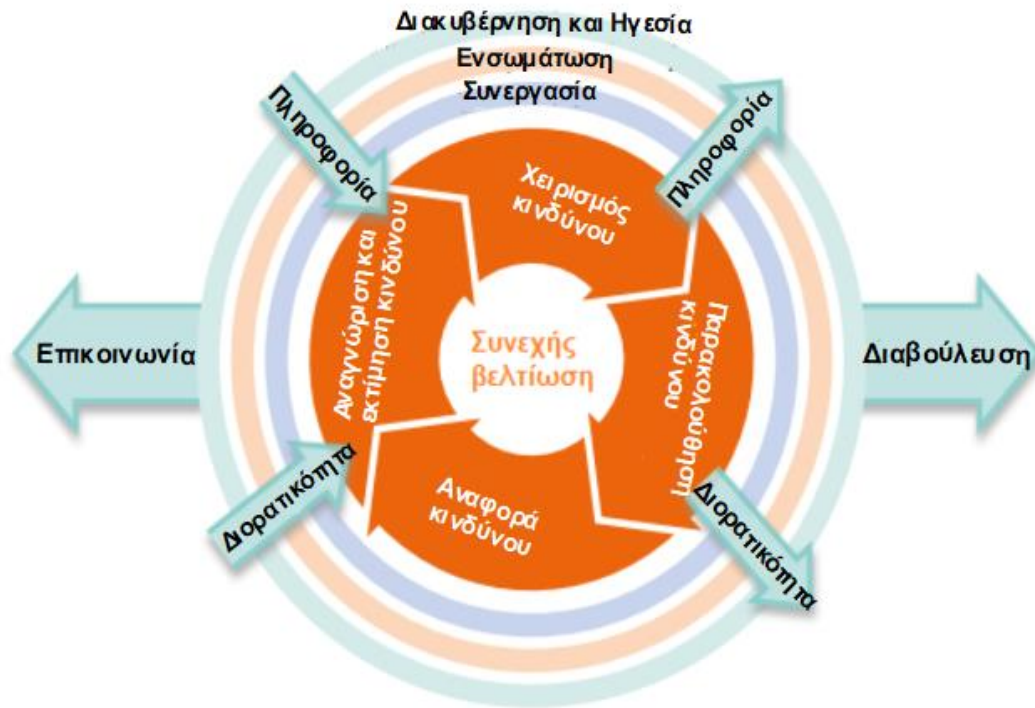 Διακυβέρνηση και Ηγεσία
Ενσωμάτωση
Συνεργασία
Πληροφορία
Πληροφορία
Χειρισμός
κινδύνου
Αναγνώριση και
εκτίμηση κινδύνου
Συνεχής
βελτίωση
Παρακολούθηση
κινδύνου
Επικοινωνία
Διαβούλευση
Αναφορά
κινδύνου
Διορατικότητα
Διορατικότητα